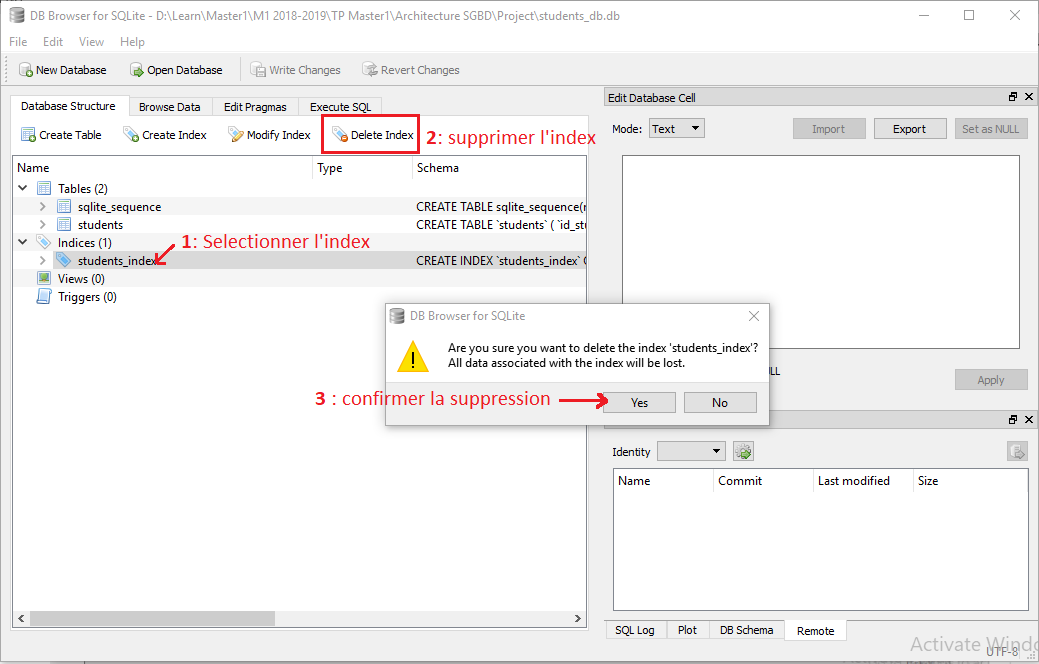 DB Browser for SQLite - D:\Learn\Master1\M1 2018-2019\TP Master1\Architecture SGBD\Project\students_db.db
File Edit View Help
New Database Open Database Write Changes Revert Changes
Database Structure Browse Data Edit Pragmas Execute SQL
Create Table Create Index Modify Index Delete Index
2: supprimer l'index
Name Type Schema
Tables (2)
sqlite_sequence CREATE TABLE sqlite_sequence(
students CREATE TABLE `students` ( `id_st
Indices (1)
1: Selectionner l'index
students_index CREATE INDEX `students_index`
Views (0)
Triggers (0)
Edit Database Cell
Mode: Text Import Export Set as NULL
DB Browser for SQLite
Are you sure you want to delete the index 'students_index'?
All data associated with the index will be lost.
3 : confirmer la suppression
Yes No
Apply
Identity
Name Commit Last modified Size
SQL Log Plot DB Schema Remote
Activate Windo
UTF-8